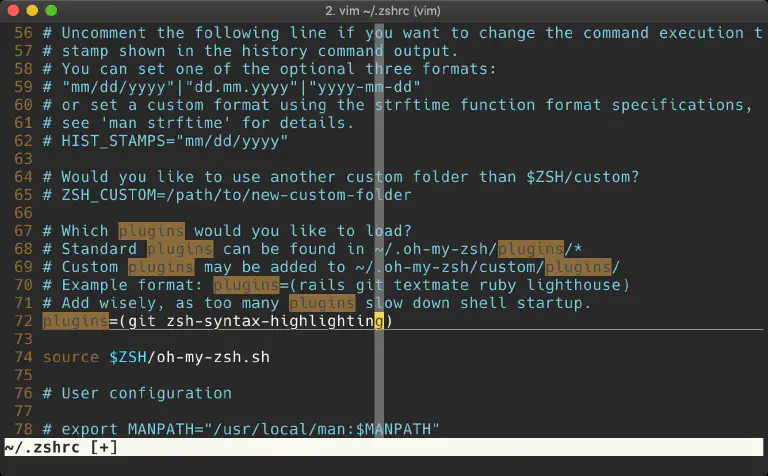 2. vim ~/.zshrc (vim)
56 # Uncomment the following line if you want to change the command execution t
57 # stamp shown in the history command output.
58 # You can set one of the optional three formats:
59 # "mm/dd/yyyy"|"dd.mm.yyyy"|"yyyy-mm-dd"
60 # or set a custom format using the strftime function format specifications,
61 # see 'man strftime' for details.
62 # HIST_STAMPS="mm/dd/yyyy"
63
64 # Would you like to use another custom folder than $ZSH/custom?
65 # ZSH_CUSTOM=/path/to/new-custom-folder
66
67 # Which plugins would you like to load?
68 # Standard plugins can be found in ~/.oh-my-zsh/plugins/*
69 # Custom plugins may be added to ~/.oh-my-zsh/custom/plugins/
70 # Example format: plugins=(rails git textmate ruby lighthouse)
71 # Add wisely, as too many plugins slow down shell startup.
72 plugins=(git zsh-syntax-highlighting)
73
74 source $ZSH/oh-my-zsh.sh
75
76 # User configuration
77
78 # export MANPATH="/usr/local/man:$MANPATH"
~/.zshrc [+]